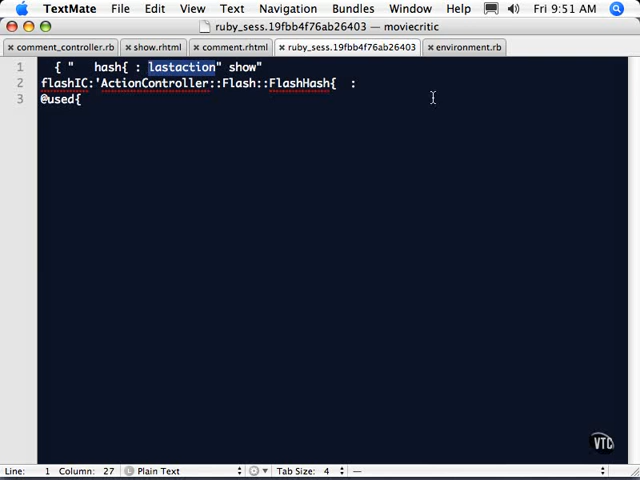 TextMate File Edit View Text Navigation Bundles Window Help Fri 9:51 AM
ruby_sess.19fbb4f76ab26403 — moviecritic
comment_controller.rb show.rhtml comment.rhtml ruby_sess.19fbb4f76ab26403 environment.rb
1 { " hash{ : lastaction" show"
2 flashIC:'ActionController::Flash::FlashHash{ :
3 @used{
VTC
Line: 1 Column: 27 L Plain Text Tab Size: 4 —